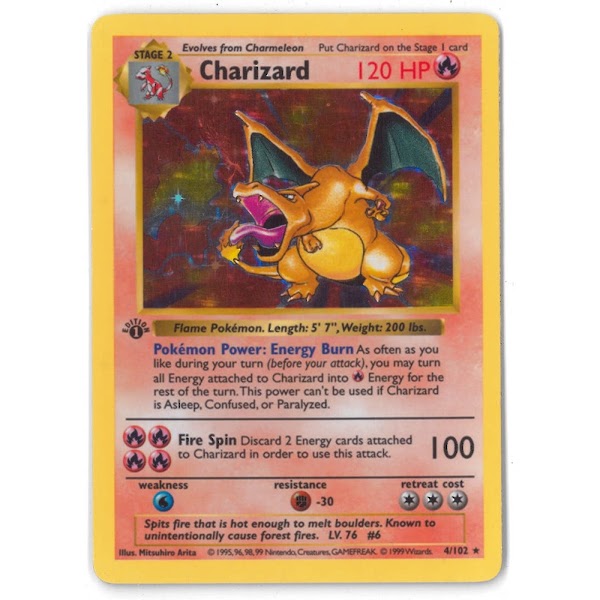 Evolves from Charmeleon Put Charizard on the Stage 1 card
STAGE 2
Charizard 120 HP
EDITION
1
Flame Pokémon. Length: 5' 7", Weight: 200 lbs.
Pokémon Power: Energy Burn As often as you
like during your turn (before your attack), you may turn
all Energy attached to Charizard into Energy for the
rest of the turn. This power can't be used if Charizard
is Asleep, Confused, or Paralyzed.
Fire Spin Discard 2 Energy cards attached
to Charizard in order to use this attack.
100
weakness resistance retreat cost
-30
Spits fire that is hot enough to melt boulders. Known to
unintentionally cause forest fires. LV. 76 #6
Illus. Mitsuhiro Arita © 1995, 96, 98, 99 Nintendo, Creatures, GAMEFREAK. © 1999 Wizards. 4/102 ★